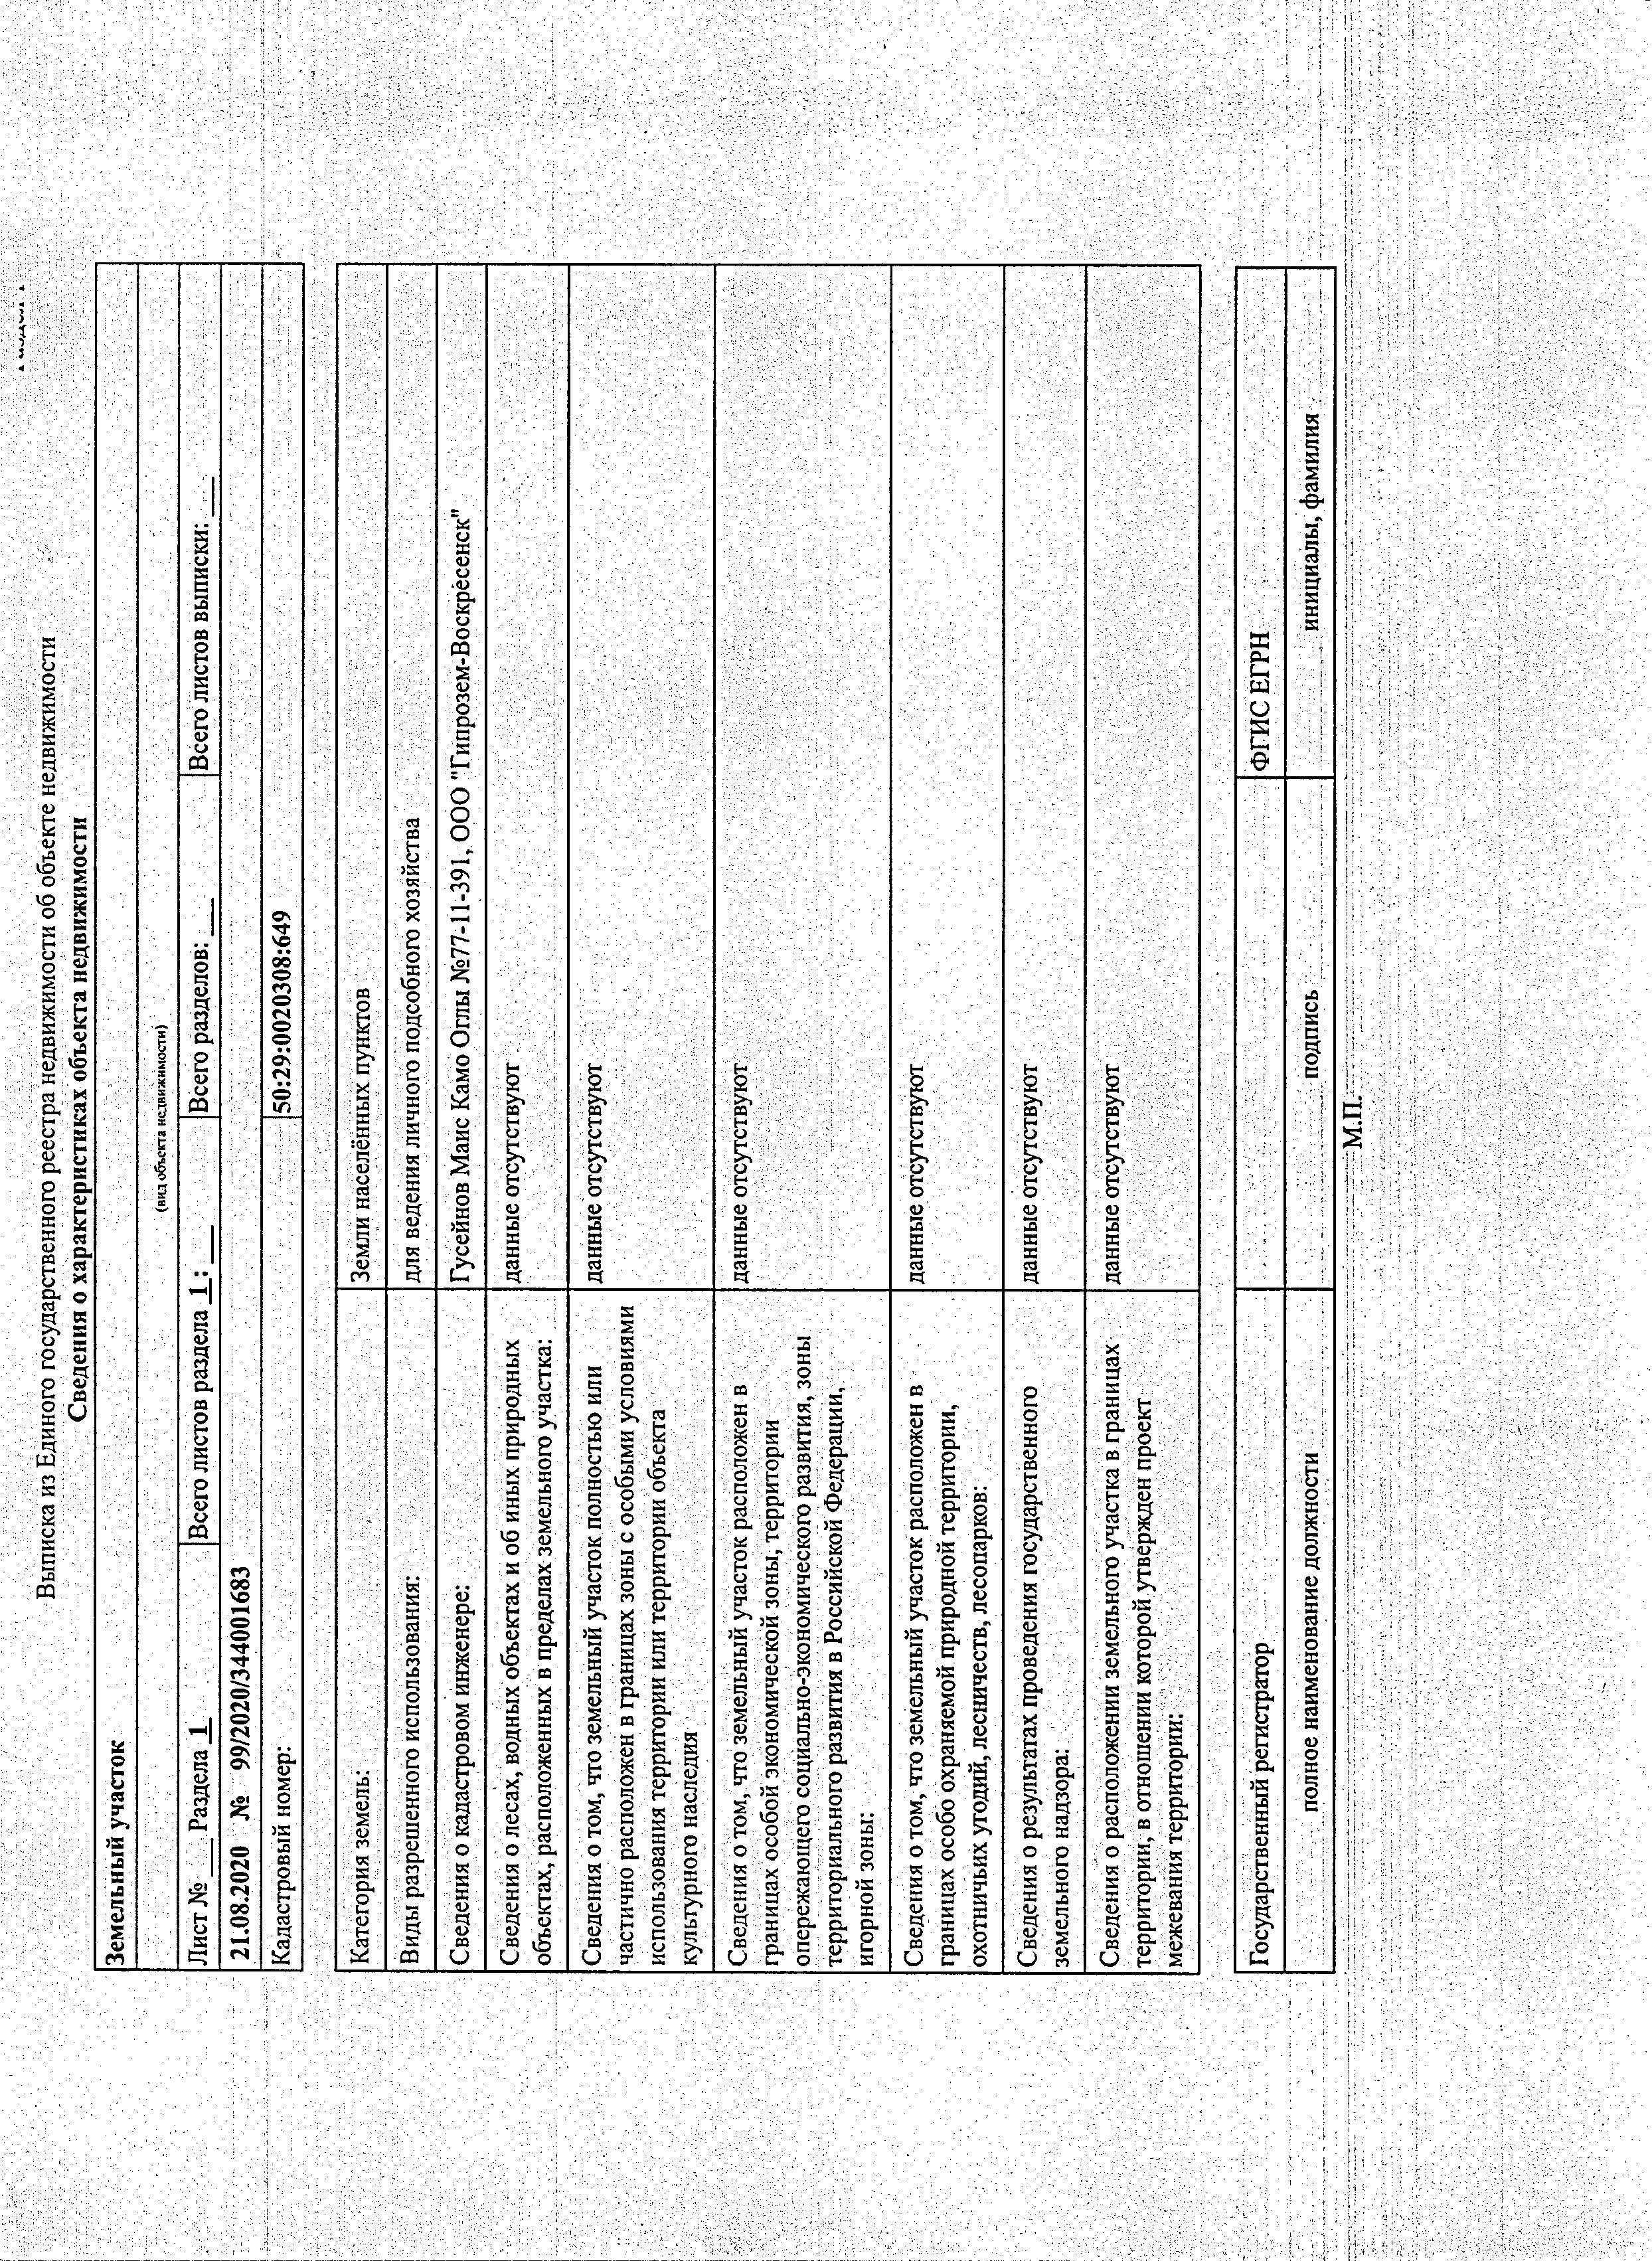 Выписка из Единого государственного реестра недвижимости об объекте недвижимости
Сведения о характеристиках объекта недвижимости
Земельный участок
(вид объекта недвижимости)
Лист № ___ Раздела 1 Всего листов раздела 1 : ___ Всего разделов: ___ Всего листов выписки: ___
21.08.2020 № 99/2020/344001683
Кадастровый номер: 50:29:0020308:649
Категория земель: Земли населённых пунктов
Виды разрешенного использования: для ведения личного подсобного хозяйства
Сведения о кадастровом инженере: Гусейнов Маис Камо Оглы №77-11-391, ООО "Гипрозем-Воскресенск"
Сведения о лесах, водных объектах и об иных природных
объектах, расположенных в пределах земельного участка:
данные отсутствуют
Сведения о том, что земельный участок полностью или
частично расположен в границах зоны с особыми условиями
использования территории или территории объекта
культурного наследия
данные отсутствуют
Сведения о том, что земельный участок расположен в
границах особой экономической зоны, территории
опережающего социально-экономического развития, зоны
территориального развития в Российской Федерации,
игорной зоны:
данные отсутствуют
Сведения о том, что земельный участок расположен в
границах особо охраняемой природной территории,
охотничьих угодий, лесничеств, лесопарков:
данные отсутствуют
Сведения о результатах проведения государственного
земельного надзора:
данные отсутствуют
Сведения о расположении земельного участка в границах
территории, в отношении которой утвержден проект
межевания территории:
данные отсутствуют
Государственный регистратор ФГИС ЕГРН
полное наименование должности подпись инициалы, фамилия
М.П.